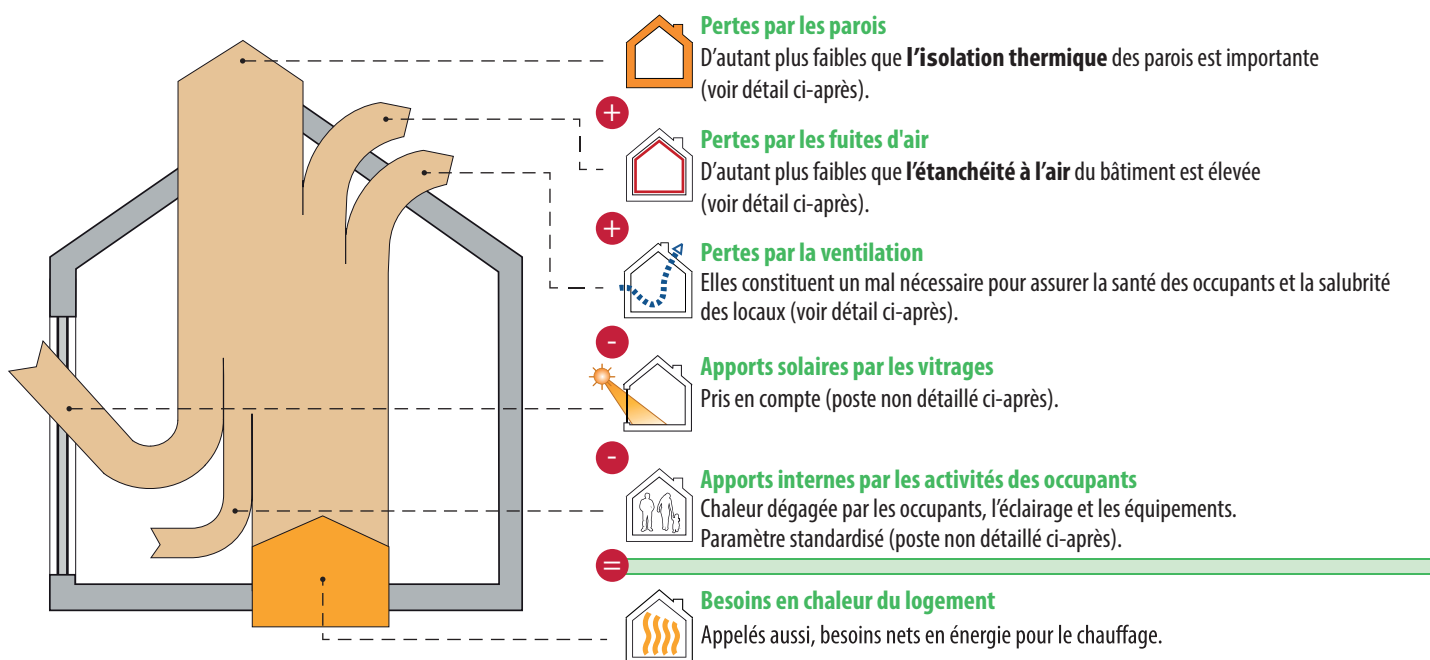 Pertes par les parois
D'autant plus faibles que l'isolation thermique des parois est importante
(voir détail ci-après).
+
Pertes par les fuites d'air
D'autant plus faibles que l'étanchéité à l'air du bâtiment est élevée
(voir détail ci-après).
+
Pertes par la ventilation
Elles constituent un mal nécessaire pour assurer la santé des occupants et la salubrité
des locaux (voir détail ci-après).
-
Apports solaires par les vitrages
Pris en compte (poste non détaillé ci-après).
-
Apports internes par les activités des occupants
Chaleur dégagée par les occupants, l'éclairage et les équipements.
Paramètre standardisé (poste non détaillé ci-après).
=
Besoins en chaleur du logement
Appelés aussi, besoins nets en énergie pour le chauffage.